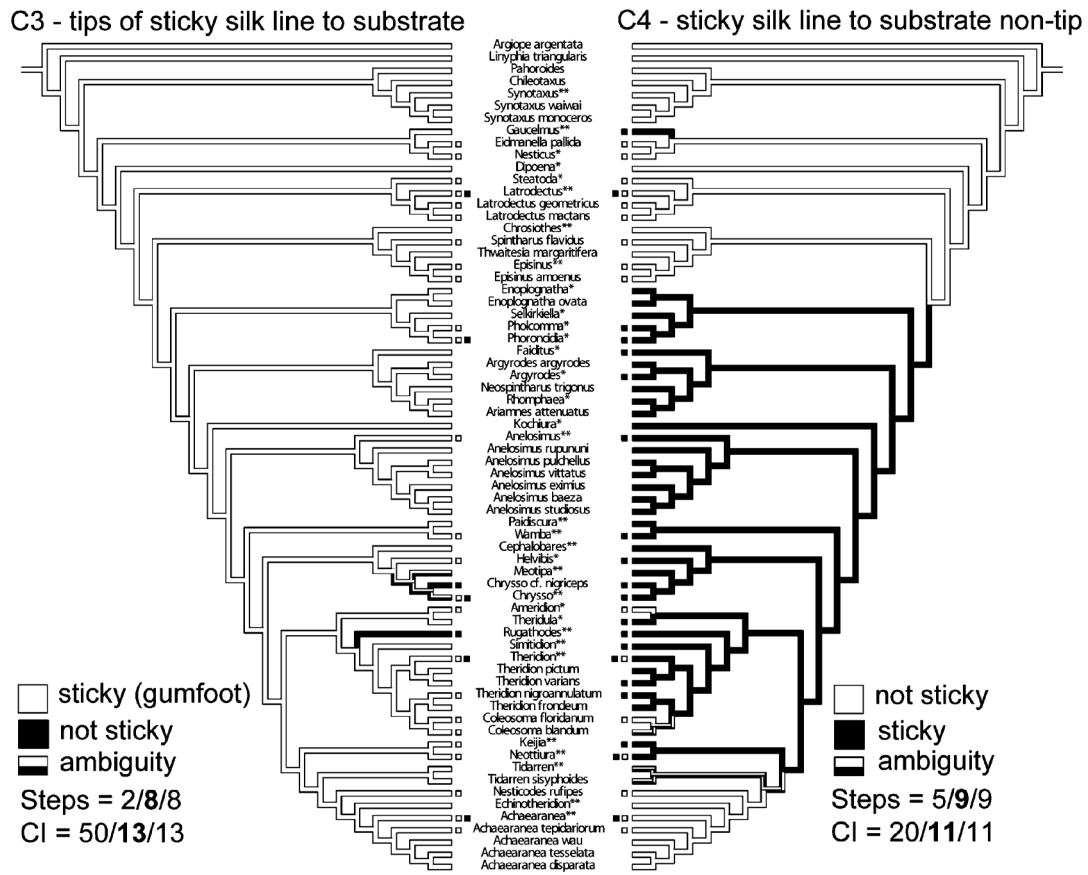 C3 - tips of sticky silk line to substrate
C4 - sticky silk line to substrate non-tip
Argiope argentata
Linyphia triangularis
Pahoroides
Chileotaxus
Synotaxus**
Synotaxus waiwai
Synotaxus monoceros
Gaucelmus**
Eidmanella pallida
Nesticus*
Dipoena*
Steatoda*
Latrodectus**
Latrodectus geometricus
Latrodectus mactans
Chrosiothes**
Spintharus flavidus
Thwaitesia margaritifera
Episinus**
Episinus amoenus
Enoplognatha*
Enoplognatha ovata
Selkirkiella*
Pholcomma*
Phoroncidia*
Faiditus*
Argyrodes argyrodes
Argyrodes*
Neospintharus trigonus
Rhomphaea*
Ariamnes attenuatus
Kochiura*
Anelosimus**
Anelosimus rupununi
Anelosimus pulchellus
Anelosimus vittatus
Anelosimus eximius
Anelosimus baeza
Anelosimus studiosus
Paidiscura**
Wamba**
Cephalobares**
Helvibis*
Meotipa**
Chrysso cf. nigriceps
Chrysso**
Ameridion*
Theridula*
Rugathodes**
Simitidion**
Theridion**
Theridion pictum
Theridion varians
Theridion nigroannulatum
Theridion frondeum
Coleosoma floridanum
Coleosoma blandum
Keijia**
Neottiura**
Tidarren**
Tidarren sisyphoides
Nesticodes rufipes
Echinotheridion**
Achaearanea**
Achaearanea tepidariorum
Achaearanea wau
Achaearanea tesselata
Achaearanea disparata
sticky (gumfoot)
not sticky
ambiguity
Steps = 2/8/8
CI = 50/13/13
not sticky
sticky
ambiguity
Steps = 5/9/9
CI = 20/11/11